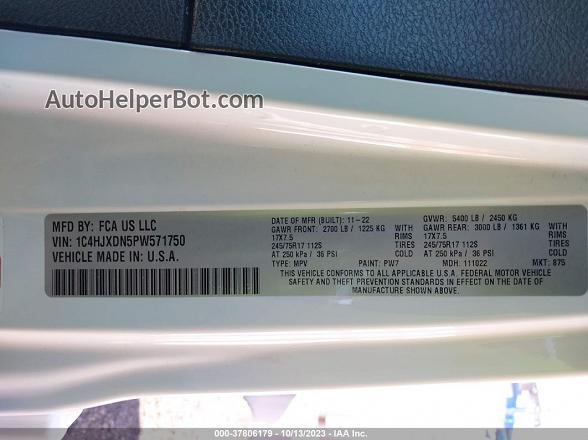 AutoHelperBot.com
MFD BY: FCA US LLC
VIN: 1C4HJXDN5PW571750
VEHICLE MADE IN: U.S.A.
DATE OF MFR (BUILT): 11-22
GAWR FRONT: 2700 LB / 1225 KG WITH
17X7.5 RIMS
245/75R17 112S TIRES
AT 250 kPa / 36 PSI COLD
TYPE: MPV PAINT: PW7
GVWR: 5400 LB / 2450 KG
GAWR REAR: 3000 LB / 1361 KG WITH
17X7.5 RIMS
245/75R17 112S TIRES
AT 250 kPa / 36 PSI COLD
MDH: 111022 MKT: 875
THIS VEHICLE CONFORMS TO ALL APPLICABLE U.S.A. FEDERAL MOTOR VEHICLE
SAFETY AND THEFT PREVENTION STANDARDS IN EFFECT ON THE DATE OF
MANUFACTURE SHOWN ABOVE.
000-37806179 - 10/13/2023 - IAA Inc.